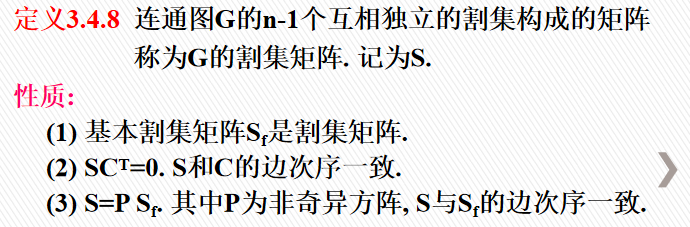 定义3.4.8 连通图G的n-1个互相独立的割集构成的矩阵
称为G的割集矩阵. 记为S.
性质:
(1) 基本割集矩阵Sf是割集矩阵.
(2) SCT=0. S和C的边次序一致.
(3) S=P Sf. 其中P为非奇异方阵, S与Sf的边次序一致.